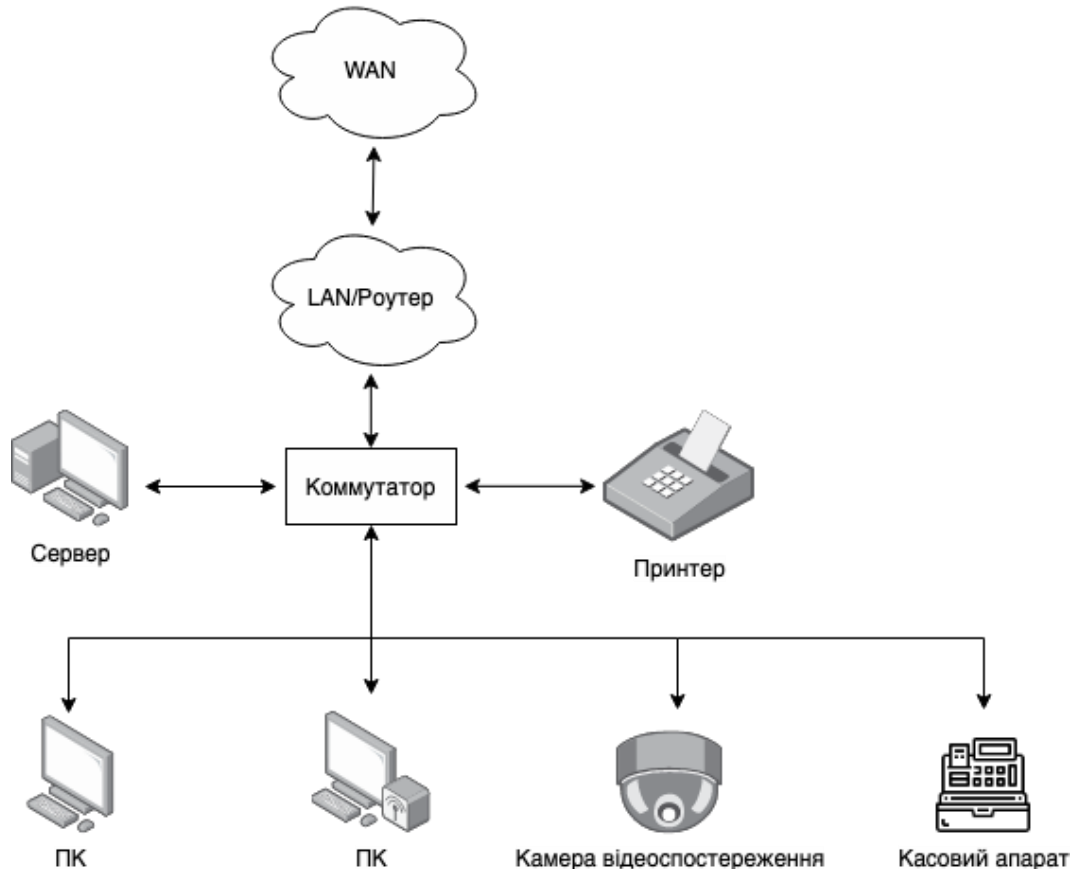 WAN
LAN/Роутер
Коммутатор
Сервер
Принтер
ПК
ПК
Камера відеоспостереження
Касовий апарат